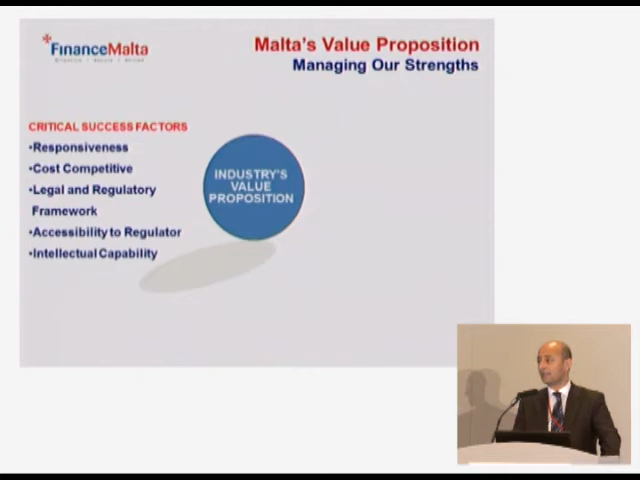 FinanceMalta
Malta's Value Proposition
Managing Our Strengths
CRITICAL SUCCESS FACTORS
•Responsiveness
•Cost Competitive
•Legal and Regulatory
Framework
•Accessibility to Regulator
•Intellectual Capability
INDUSTRY'S
VALUE
PROPOSITION